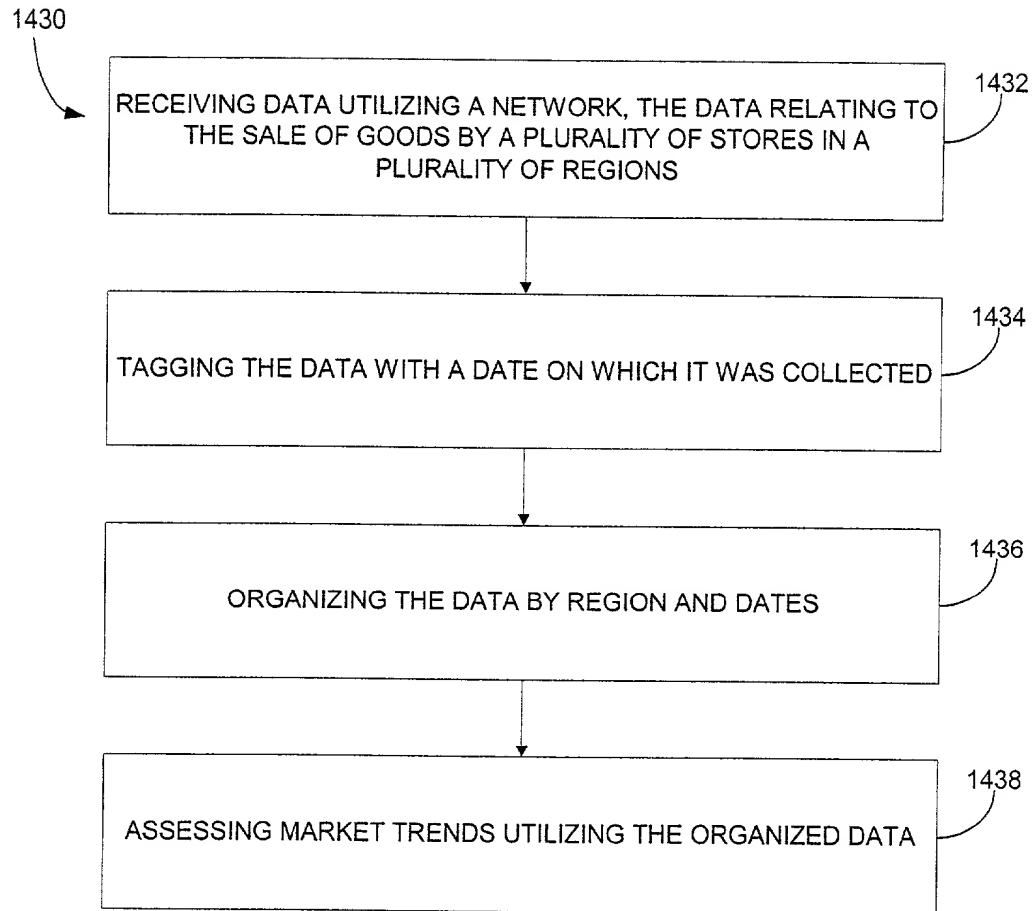 1430
RECEIVING DATA UTILIZING A NETWORK, THE DATA RELATING TO
THE SALE OF GOODS BY A PLURALITY OF STORES IN A
PLURALITY OF REGIONS
1432
TAGGING THE DATA WITH A DATE ON WHICH IT WAS COLLECTED
1434
ORGANIZING THE DATA BY REGION AND DATES
1436
ASSESSING MARKET TRENDS UTILIZING THE ORGANIZED DATA
1438